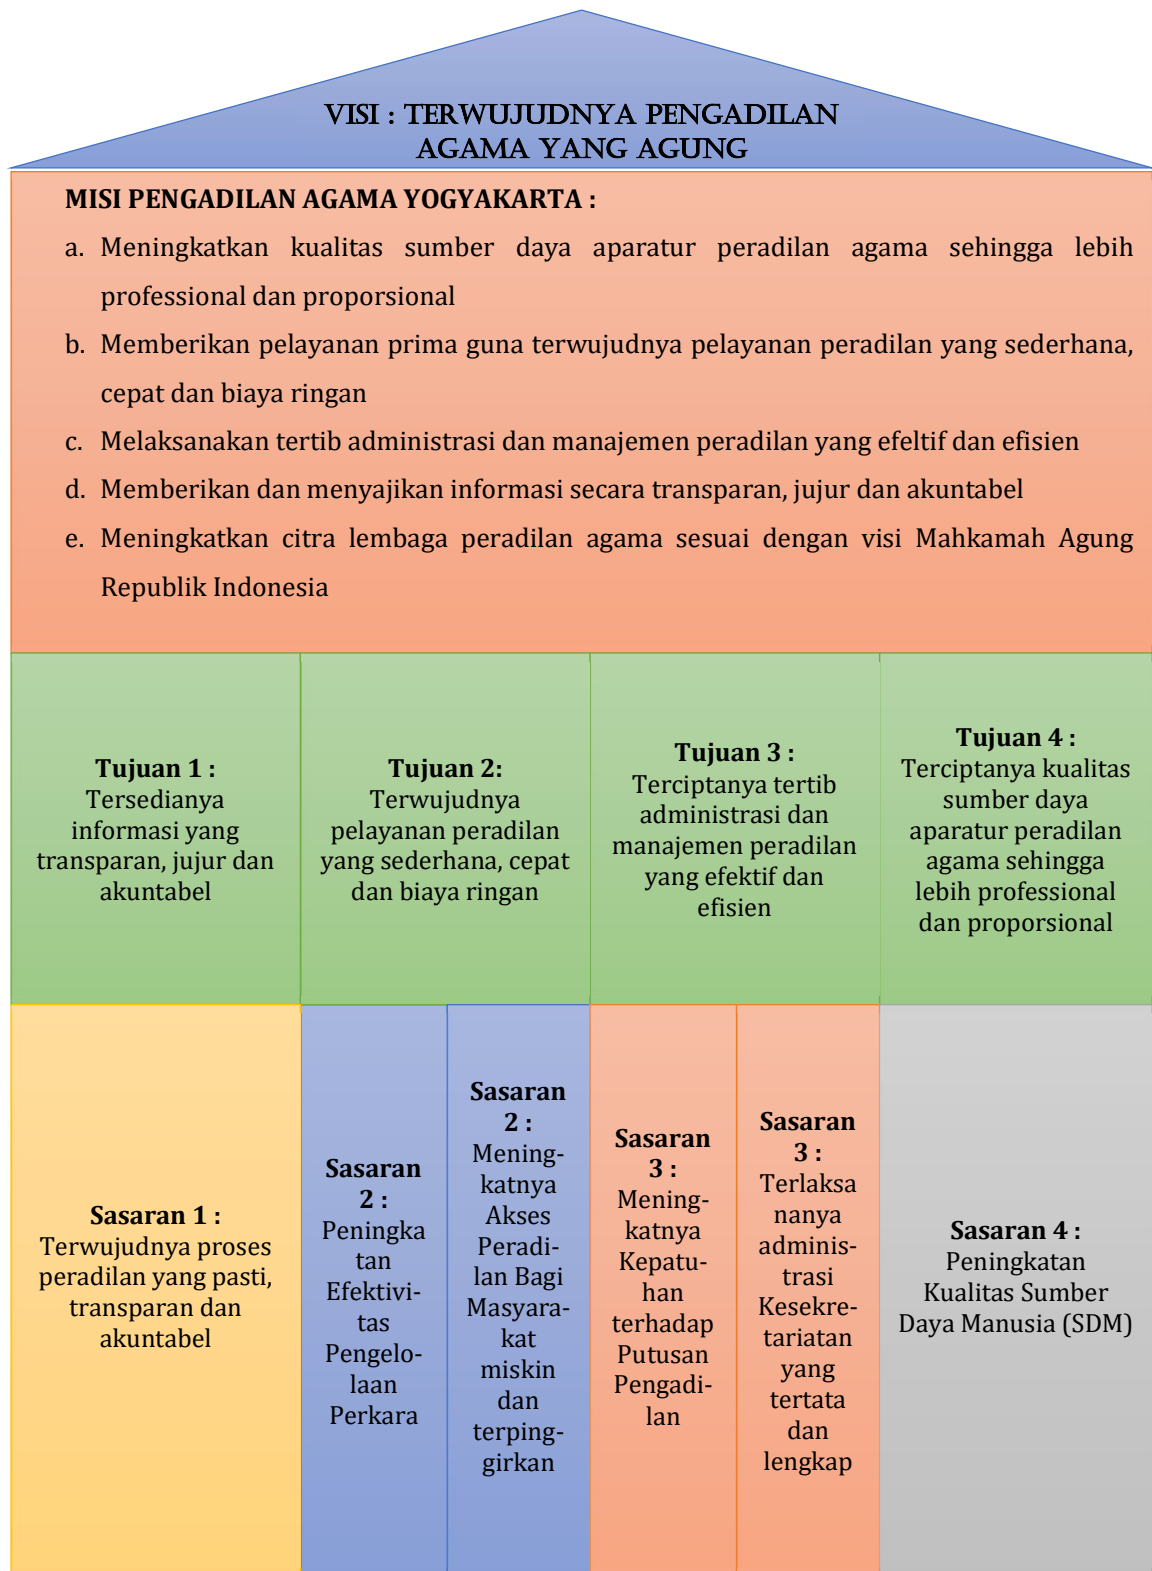 VISI : TERWUJUDNYA PENGADILAN
AGAMA YANG AGUNG
MISI PENGADILAN AGAMA YOGYAKARTA :
a. Meningkatkan kualitas sumber daya aparatur peradilan agama sehingga lebih
professional dan proporsional
b. Memberikan pelayanan prima guna terwujudnya pelayanan peradilan yang sederhana,
cepat dan biaya ringan
c. Melaksanakan tertib administrasi dan manajemen peradilan yang efeltif dan efisien
d. Memberikan dan menyajikan informasi secara transparan, jujur dan akuntabel
e. Meningkatkan citra lembaga peradilan agama sesuai dengan visi Mahkamah Agung
Republik Indonesia
Tujuan 1 :
Tersedianya
informasi yang
transparan, jujur dan
akuntabel
Tujuan 2:
Terwujudnya
pelayanan peradilan
yang sederhana, cepat
dan biaya ringan
Tujuan 3 :
Terciptanya tertib
administrasi dan
manajemen peradilan
yang efektif dan
efisien
Tujuan 4 :
Terciptanya kualitas
sumber daya
aparatur peradilan
agama sehingga
lebih professional
dan proporsional
Sasaran 1 :
Terwujudnya proses
peradilan yang pasti,
transparan dan
akuntabel
Sasaran
2 :
Peningka
tan
Efektivi-
tas
Pengelo-
laan
Perkara
Sasaran
2 :
Mening-
katnya
Akses
Peradi-
lan Bagi
Masyara-
kat
miskin
dan
terping-
girkan
Sasaran
3 :
Mening-
katnya
Kepatu-
han
terhadap
Putusan
Pengadi-
lan
Sasaran
3 :
Terlaksa
nanya
adminis-
trasi
Kesekre-
tariatan
yang
tertata
dan
lengkap
Sasaran 4 :
Peningkatan
Kualitas Sumber
Daya Manusia (SDM)